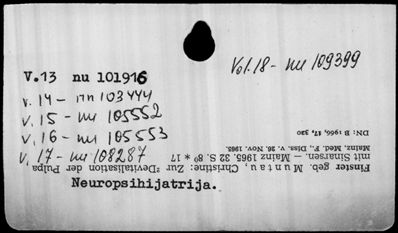 V.13 nu 101916
Vol.18 - nu 109399
V.14 - nu 103444
V.15 - nu 105552
V.16 - nu 105553
V.17 - nu 108287
Neuropsihijatrija.
Finster geb. Muntau, Christine: Zur Devitalisation der Pulpa
mit Sinarsen. — Mainz 1965. 32 S. 8° * 17
Mainz, Med. F., Diss. v. 26. Nov. 1965.
DN: B 1966, 17, 320